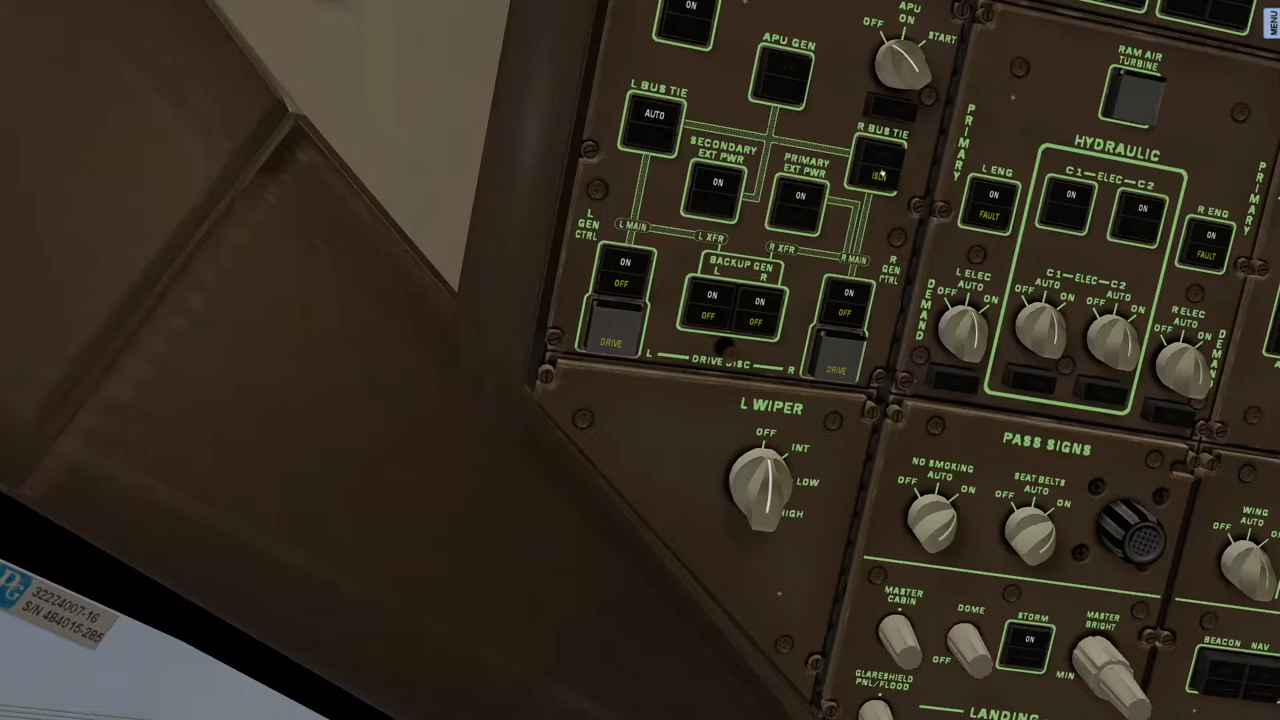 ON
APU
ON
OFF
START
MENU
APU GEN
RAM AIR
TURBINE
L BUS TIE
AUTO
R BUS TIE
ISLN
SECONDARY
EXT PWR
ON
PRIMARY
EXT PWR
ON
PRIMARY
HYDRAULIC
C1—ELEC—C2
ON
ON
L ENG
ON
FAULT
R ENG
ON
FAULT
PRIMARY
L
GEN
CTRL
L MAIN
L XFR
R XFR
R MAIN
R
GEN
CTRL
BACKUP GEN
L
R
ON
OFF
ON
OFF
ON
OFF
ON
OFF
DRIVE
DRIVE
L
DRIVE DISC
R
DEMAND
L ELEC
OFF
AUTO
ON
C1—ELEC—C2
OFF
AUTO
ON
OFF
AUTO
ON
R ELEC
OFF
AUTO
ON
DEMAND
L WIPER
OFF
INT
LOW
HIGH
PASS SIGNS
NO SMOKING
OFF
AUTO
ON
SEAT BELTS
OFF
AUTO
ON
WING
OFF
AUTO
ON
PG
322Z4007-16
S/N 484015-285
MASTER
CABIN
DOME
OFF
STORM
ON
MASTER
BRIGHT
MIN
BEACON
NAV
GLARESHIELD
PNL/FLOOD
LANDING